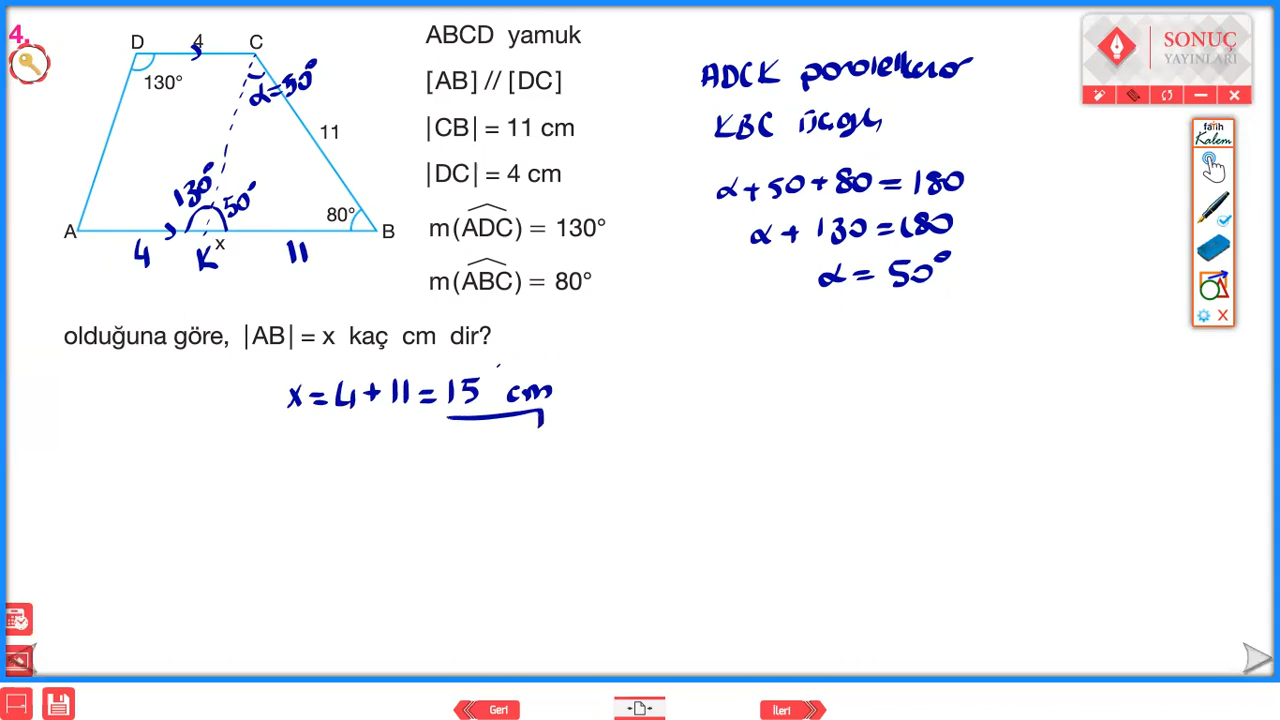 4.
D 4 C
130°
α=50°
11
130° 50°
80°
A B
x
4 K 11
ABCD yamuk
[AB] // [DC]
|CB| = 11 cm
|DC| = 4 cm
m(ADC) = 130°
m(ABC) = 80°
olduğuna göre, |AB| = x kaç cm dir?
x = 4 + 11 = 15 cm
ADCK paralelkenar
KBC üçgen
α + 50 + 80 = 180
α + 130 = 180
α = 50°
SONUÇ
YAYINLARI
fatih
Kalem
Geri
İleri